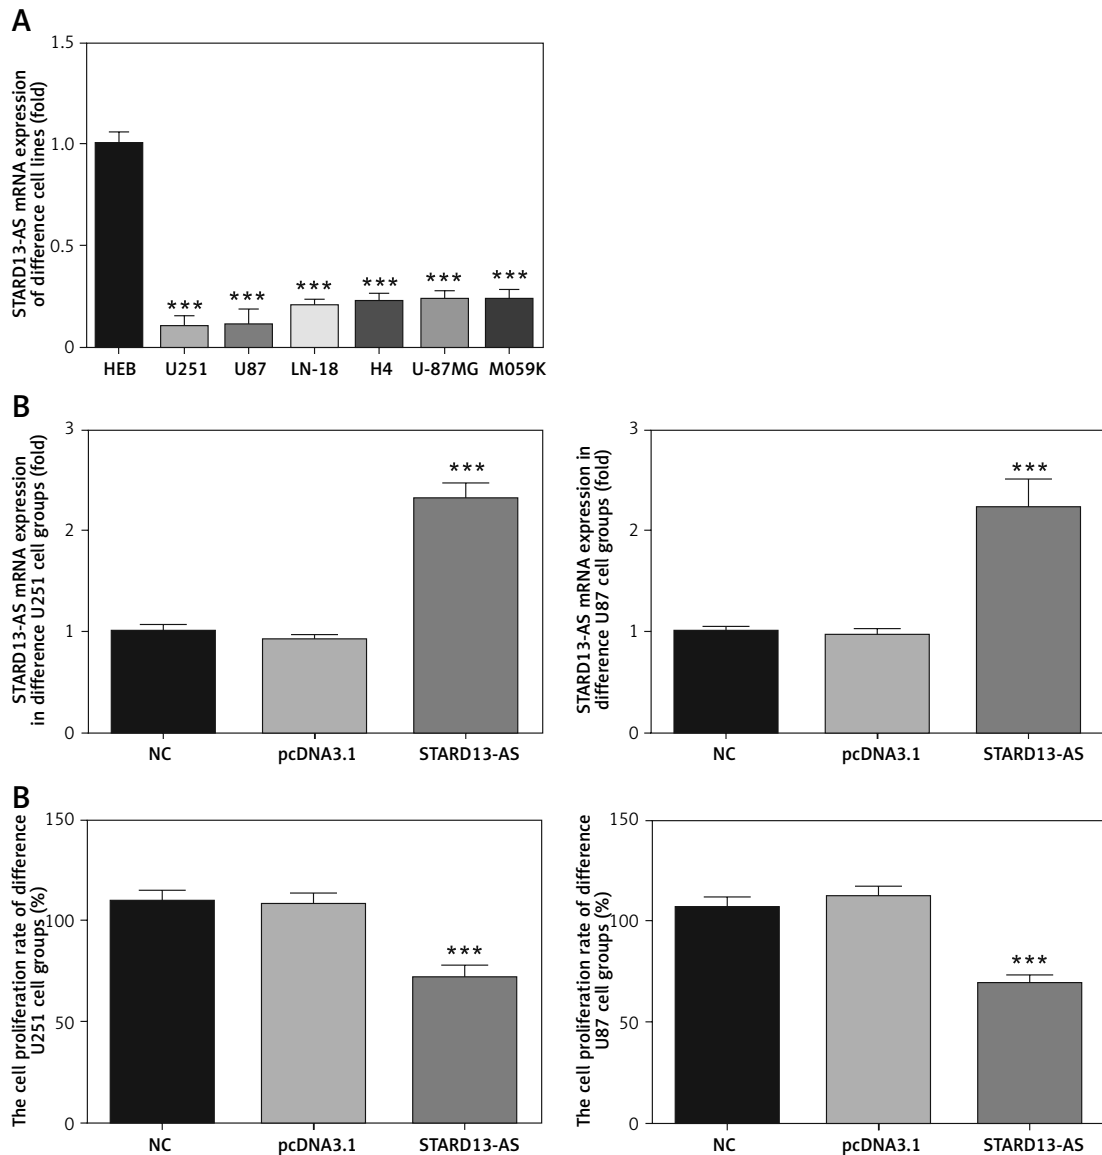 A
STARD13-AS mRNA expression
of difference cell lines (fold)
1.5
1.0
0.5
0
***
***
***
***
***
***
HEB
U251
U87
LN-18
H4
U-87MG
M059K
B
STARD13-AS mRNA expression
in difference U251 cell groups (fold)
3
2
1
0
***
NC
pcDNA3.1
STARD13-AS
STARD13-AS mRNA expression in
difference U87 cell groups (fold)
3
2
1
0
***
NC
pcDNA3.1
STARD13-AS
B
The cell proliferation rate of difference
U251 cell groups (%)
150
100
50
0
***
NC
pcDNA3.1
STARD13-AS
The cell proliferation rate of difference
U87 cell groups (%)
150
100
50
0
***
NC
pcDNA3.1
STARD13-AS